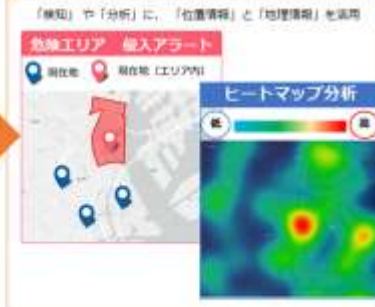 「検知」や「分析」に、「位置情報」と「地理情報」を活用
危険エリア 侵入アラート
現在地
現在地(エリア内)
ヒートマップ分析
低
高